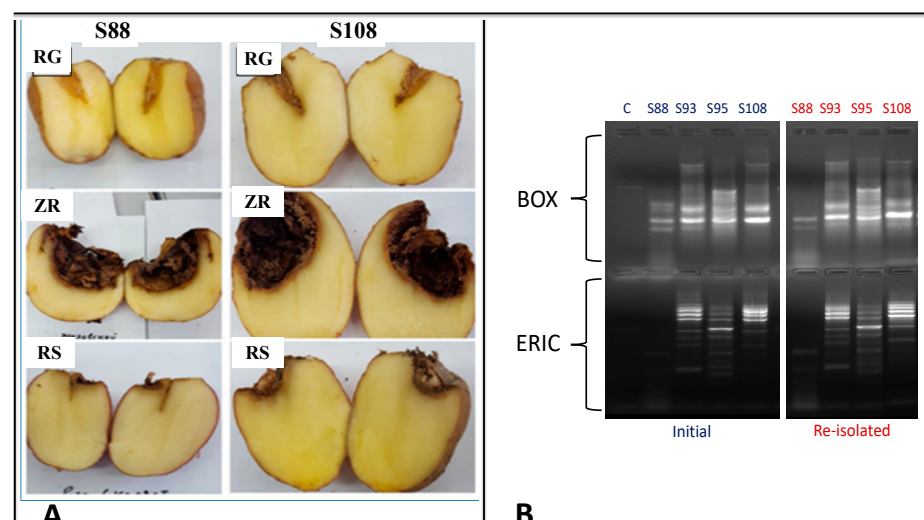 S88 S108
RG RG
ZR ZR
RS RS
A
C S88 S93 S95 S108 S88 S93 S95 S108
BOX
ERIC
Initial Re-isolated
B